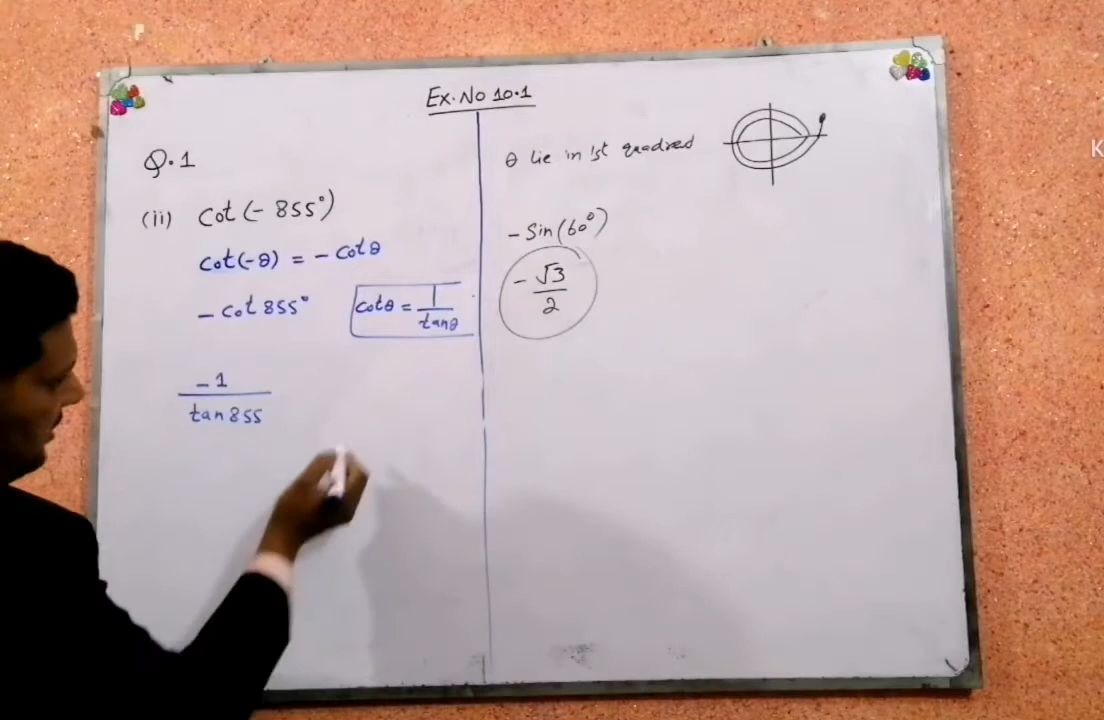 Ex.No 10.1
Q.1
(ii) cot(- 855°)
cot(-θ) = - cotθ
- cot 855°
cotθ = 1/tanθ
-1/tan 855
θ lie in 1st quadred
- Sin(60°)
- √3/2
K